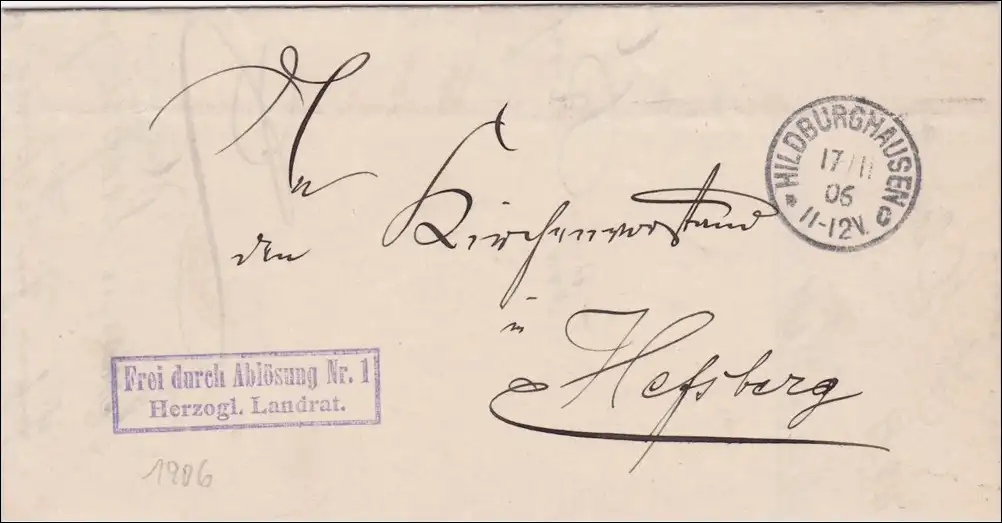 An
den Kirchenvorstand
in
Heßberg
HILDBURGHAUSEN
17/11
06
11-12V.
* c
Frei durch Ablösung Nr. 1
Herzogl. Landrat.
1906